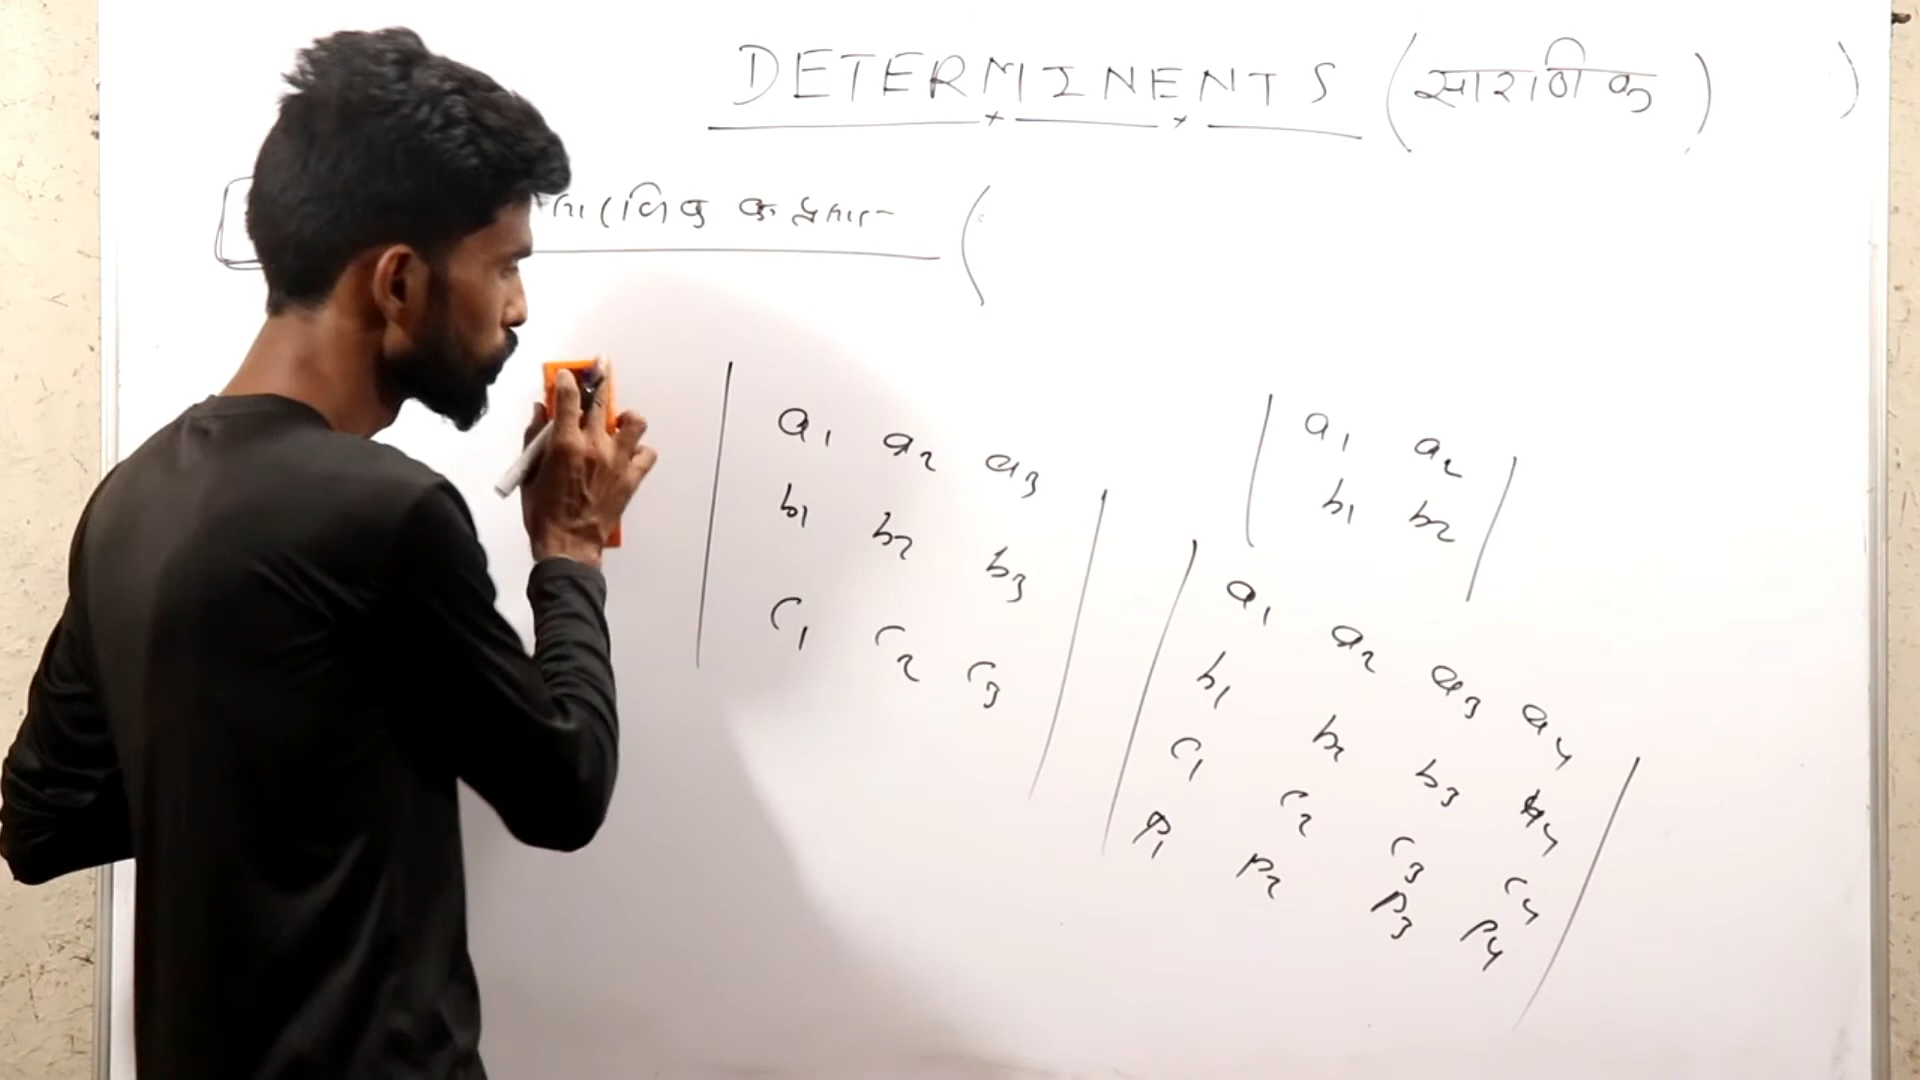 DETERMINENTS (सारणिक) )
सारणिक के प्रकार (
a1 a2 a3
b1 b2 b3
c1 c2 c3
a1 a2
b1 b2
a1 a2 a3 a4
b1 b2 b3 b4
c1 c2 c3 c4
p1 p2 p3 p4